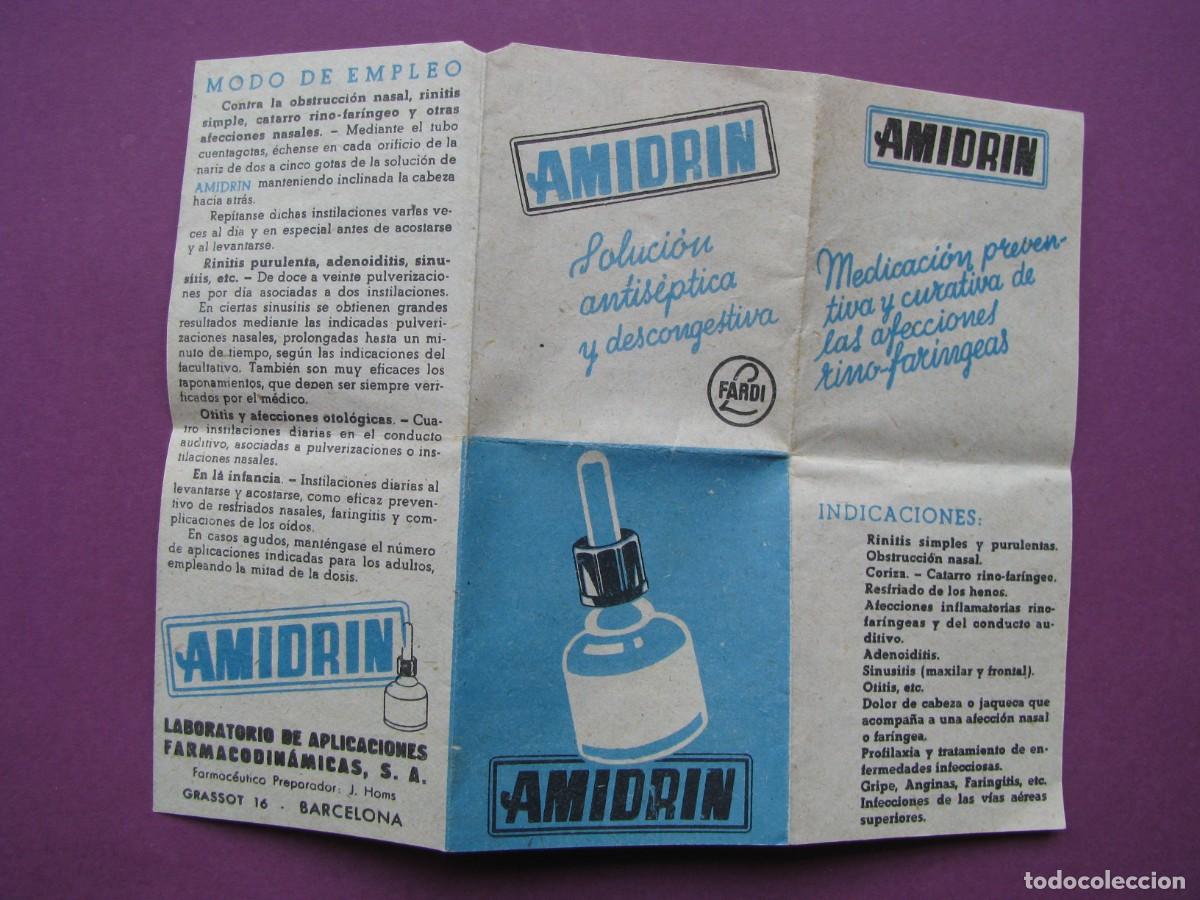 MODO DE EMPLEO
Contra la obstrucción nasal, rinitis
simple, catarro rino-faríngeo y otras
afecciones nasales. – Mediante el tubo
cuentagotas, échense en cada orificio de la
nariz de dos a cinco gotas de la solución de
AMIDRIN manteniendo inclinada la cabeza
hacia atrás.
Repítanse dichas instilaciones varias ve-
ces al día y en especial antes de acostarse
y al levantarse.
Rinitis purulenta, adenoiditis, sinu-
sitis, etc. – De doce a veinte pulverizacio-
nes por día asociadas a dos instilaciones.
En ciertas sinusitis se obtienen grandes
resultados mediante las indicadas pulveri-
zaciones nasales, prolongadas hasta un mi-
nuto de tiempo, según las indicaciones del
facultativo. También son muy eficaces los
taponamientos, que deben ser siempre veri-
ficados por el médico.
Otitis y afecciones otológicas. – Cua-
tro instilaciones diarias en el conducto
auditivo, asociadas a pulverizaciones o ins-
tilaciones nasales.
En la infancia. – Instilaciones diarias al
levantarse y acostarse, como eficaz preven-
tivo de resfriados nasales, faringitis y com-
plicaciones de los oídos.
En casos agudos, manténgase el número
de aplicaciones indicadas para los adultos,
empleando la mitad de la dosis.
AMIDRIN
LABORATORIO DE APLICACIONES
FARMACODINÁMICAS, S. A.
Farmacéutico Preparador: J. Homs
GRASSOT 16 · BARCELONA
AMIDRIN
Solución
antiséptica
y descongestiva
FARDI
L
AMIDRIN
AMIDRIN
Medicación preven-
tiva y curativa de
las afecciones
rino-faríngeas
INDICACIONES:
Rinitis simples y purulentas.
Obstrucción nasal.
Coriza. – Catarro rino-faríngeo.
Resfriado de los henos.
Afecciones inflamatorias rino-
faríngeas y del conducto au-
ditivo.
Adenoiditis.
Sinusitis (maxilar y frontal).
Otitis, etc.
Dolor de cabeza o jaqueca que
acompaña a una afección nasal
o faríngea.
Profilaxia y tratamiento de en-
fermedades infecciosas.
Gripe, Anginas, Faringitis, etc.
Infecciones de las vías aéreas
superiores.
todocoleccion